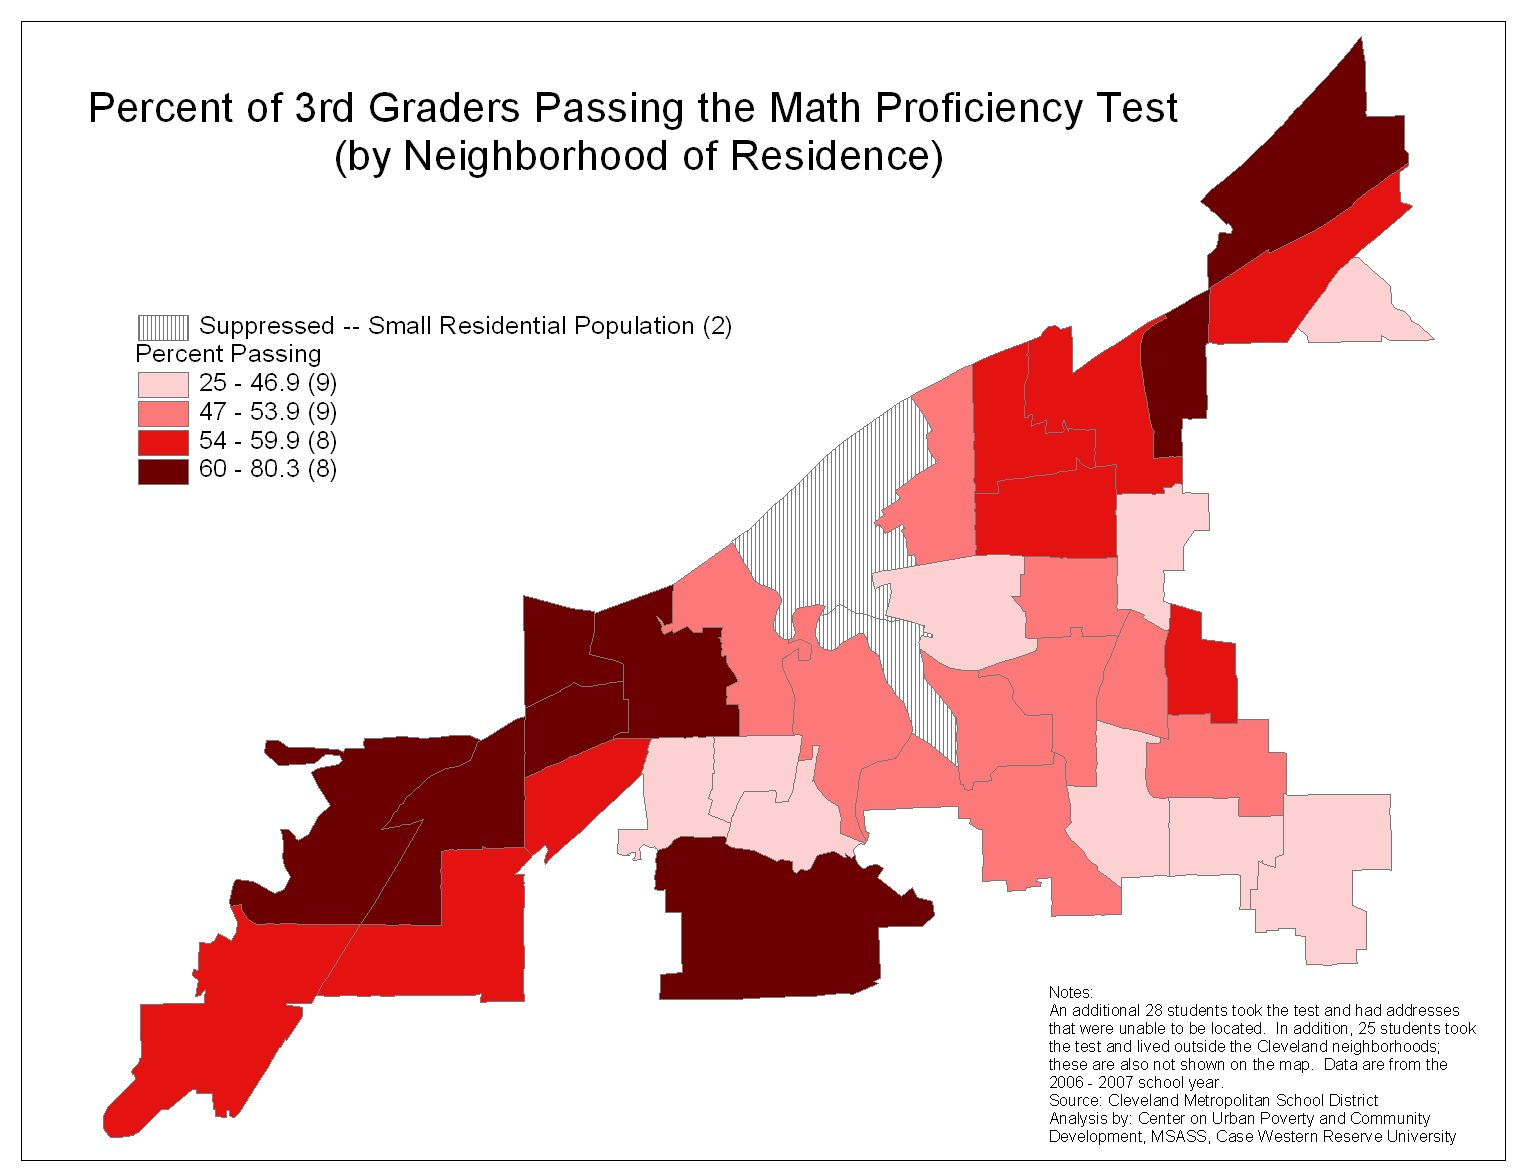 Percent of 3rd Graders Passing the Math Proficiency Test
(by Neighborhood of Residence)
Suppressed -- Small Residential Population (2)
Percent Passing
25 - 46.9 (9)
47 - 53.9 (9)
54 - 59.9 (8)
60 - 80.3 (8)
Notes:
An additional 28 students took the test and had addresses
that were unable to be located.  In addition, 25 students took
the test and lived outside the Cleveland neighborhoods;
these are also not shown on the map.  Data are from the
2006 - 2007 school year.
Source: Cleveland Metropolitan School District
Analysis by: Center on Urban Poverty and Community
Development, MSASS, Case Western Reserve University